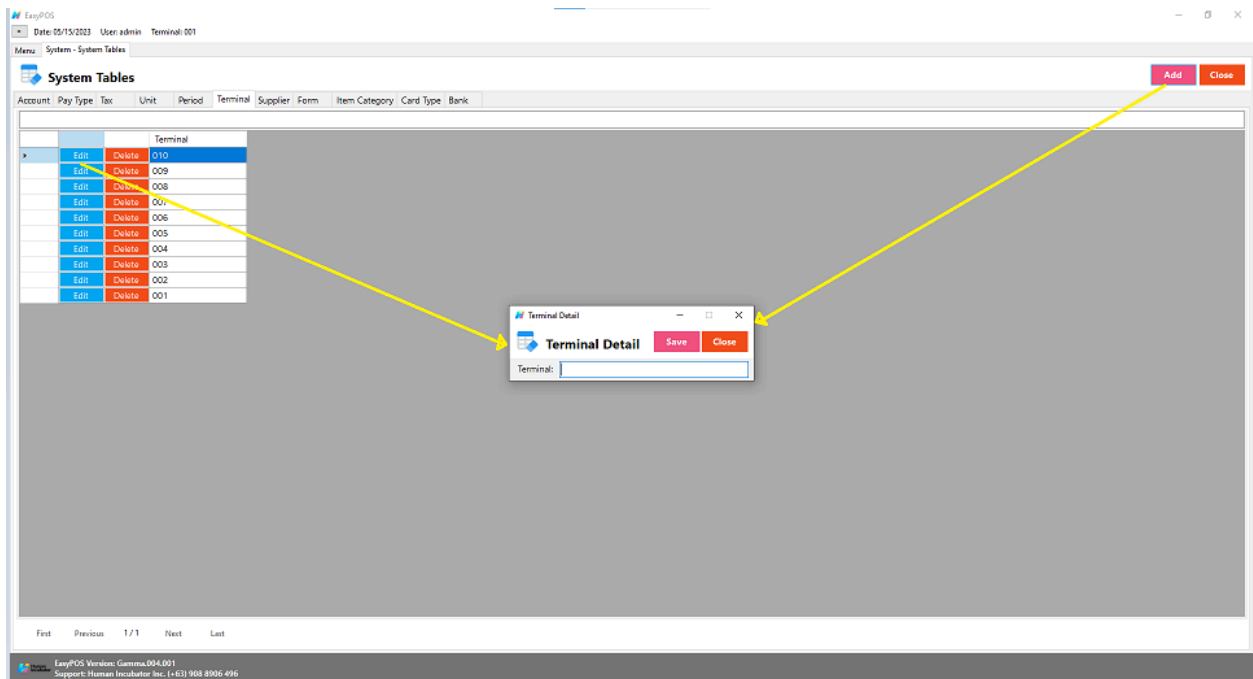 EasyPOS
Date: 05/15/2023 User: admin Terminal: 001
Menu System - System Tables
System Tables
Add Close
Account Pay Type Tax Unit Period Terminal Supplier Form Item Category Card Type Bank
Terminal
Edit Delete 010
Edit Delete 009
Edit Delete 008
Edit Delete 007
Edit Delete 006
Edit Delete 005
Edit Delete 004
Edit Delete 003
Edit Delete 002
Edit Delete 001
Terminal Detail
Terminal Detail Save Close
Terminal:
First Previous 1 / 1 Next Last
EasyPOS Version: Gamma.004.001
Support: Human Incubator Inc. (+63) 908 8906 496